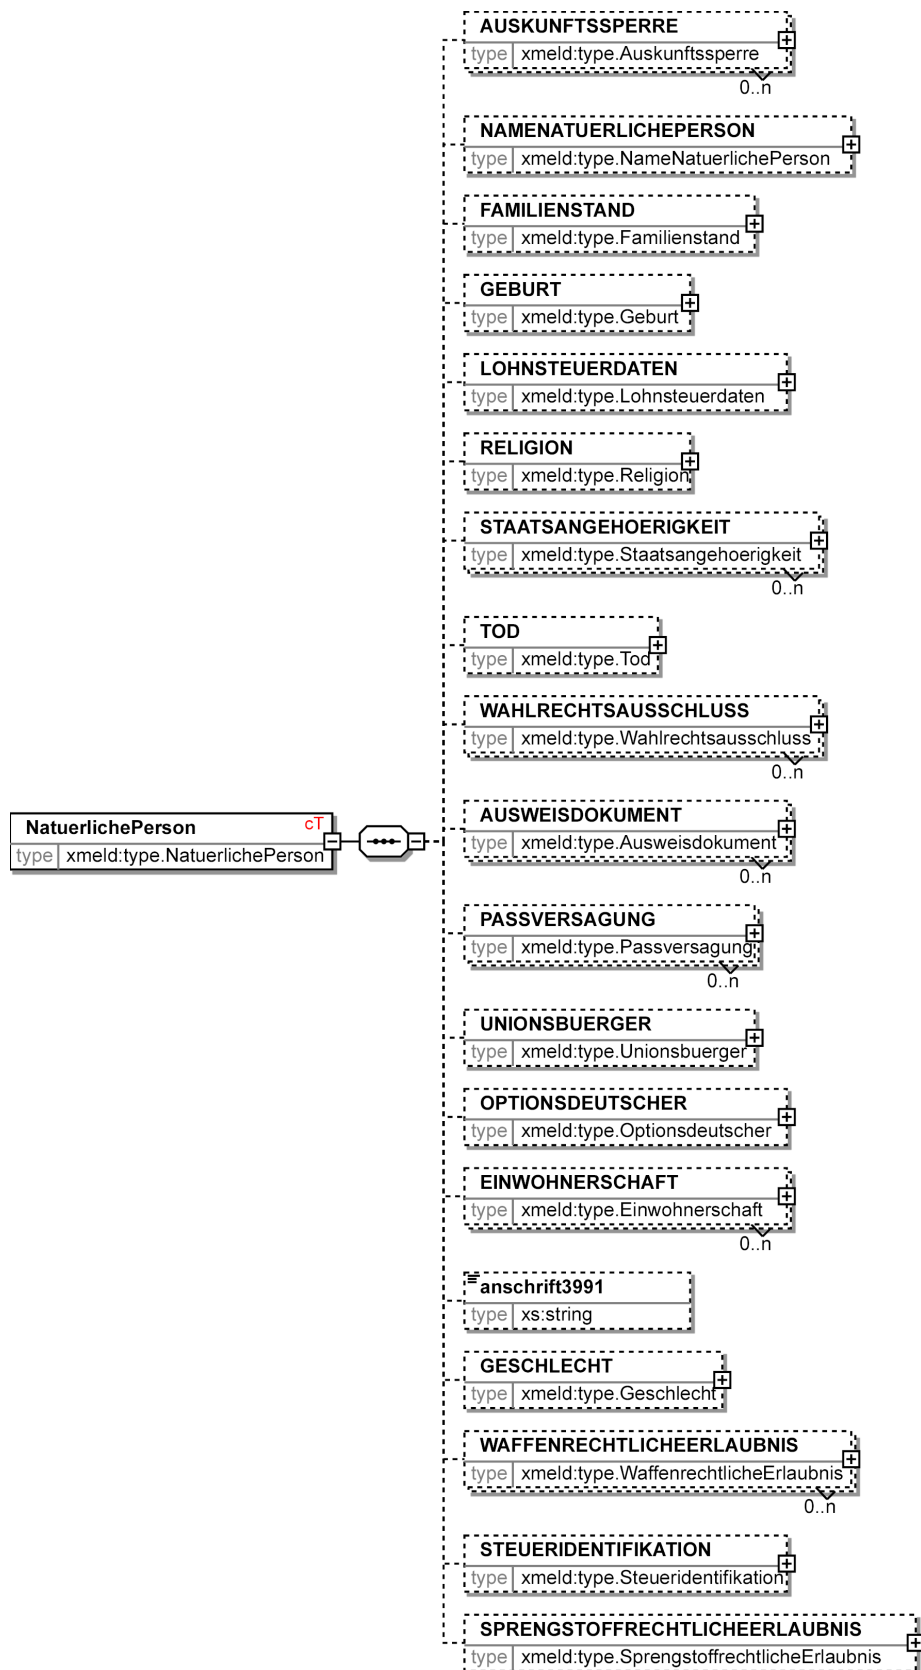 AUSKUNFTSSPERRE
type xmeld:type.Auskunftssperre
0..n
NAMENATUERLICHEPERSON
type xmeld:type.NameNatuerlichePerson
FAMILIENSTAND
type xmeld:type.Familienstand
GEBURT
type xmeld:type.Geburt
LOHNSTEUERDATEN
type xmeld:type.Lohnsteuerdaten
RELIGION
type xmeld:type.Religion
STAATSANGEHOERIGKEIT
type xmeld:type.Staatsangehoerigkeit
0..n
TOD
type xmeld:type.Tod
WAHLRECHTSAUSSCHLUSS
type xmeld:type.Wahlrechtsausschluss
0..n
NatuerlichePerson cT
type xmeld:type.NatuerlichePerson
AUSWEISDOKUMENT
type xmeld:type.Ausweisdokument
0..n
PASSVERSAGUNG
type xmeld:type.Passversagung
0..n
UNIONSBUERGER
type xmeld:type.Unionsbuerger
OPTIONSDEUTSCHER
type xmeld:type.Optionsdeutscher
EINWOHNERSCHAFT
type xmeld:type.Einwohnerschaft
0..n
anschrift3991
type xs:string
GESCHLECHT
type xmeld:type.Geschlecht
WAFFENRECHTLICHEERLAUBNIS
type xmeld:type.WaffenrechtlicheErlaubnis
0..n
STEUERIDENTIFIKATION
type xmeld:type.Steueridentifikation
SPRENGSTOFFRECHTLICHEERLAUBNIS
type xmeld:type.SprengstoffrechtlicheErlaubnis